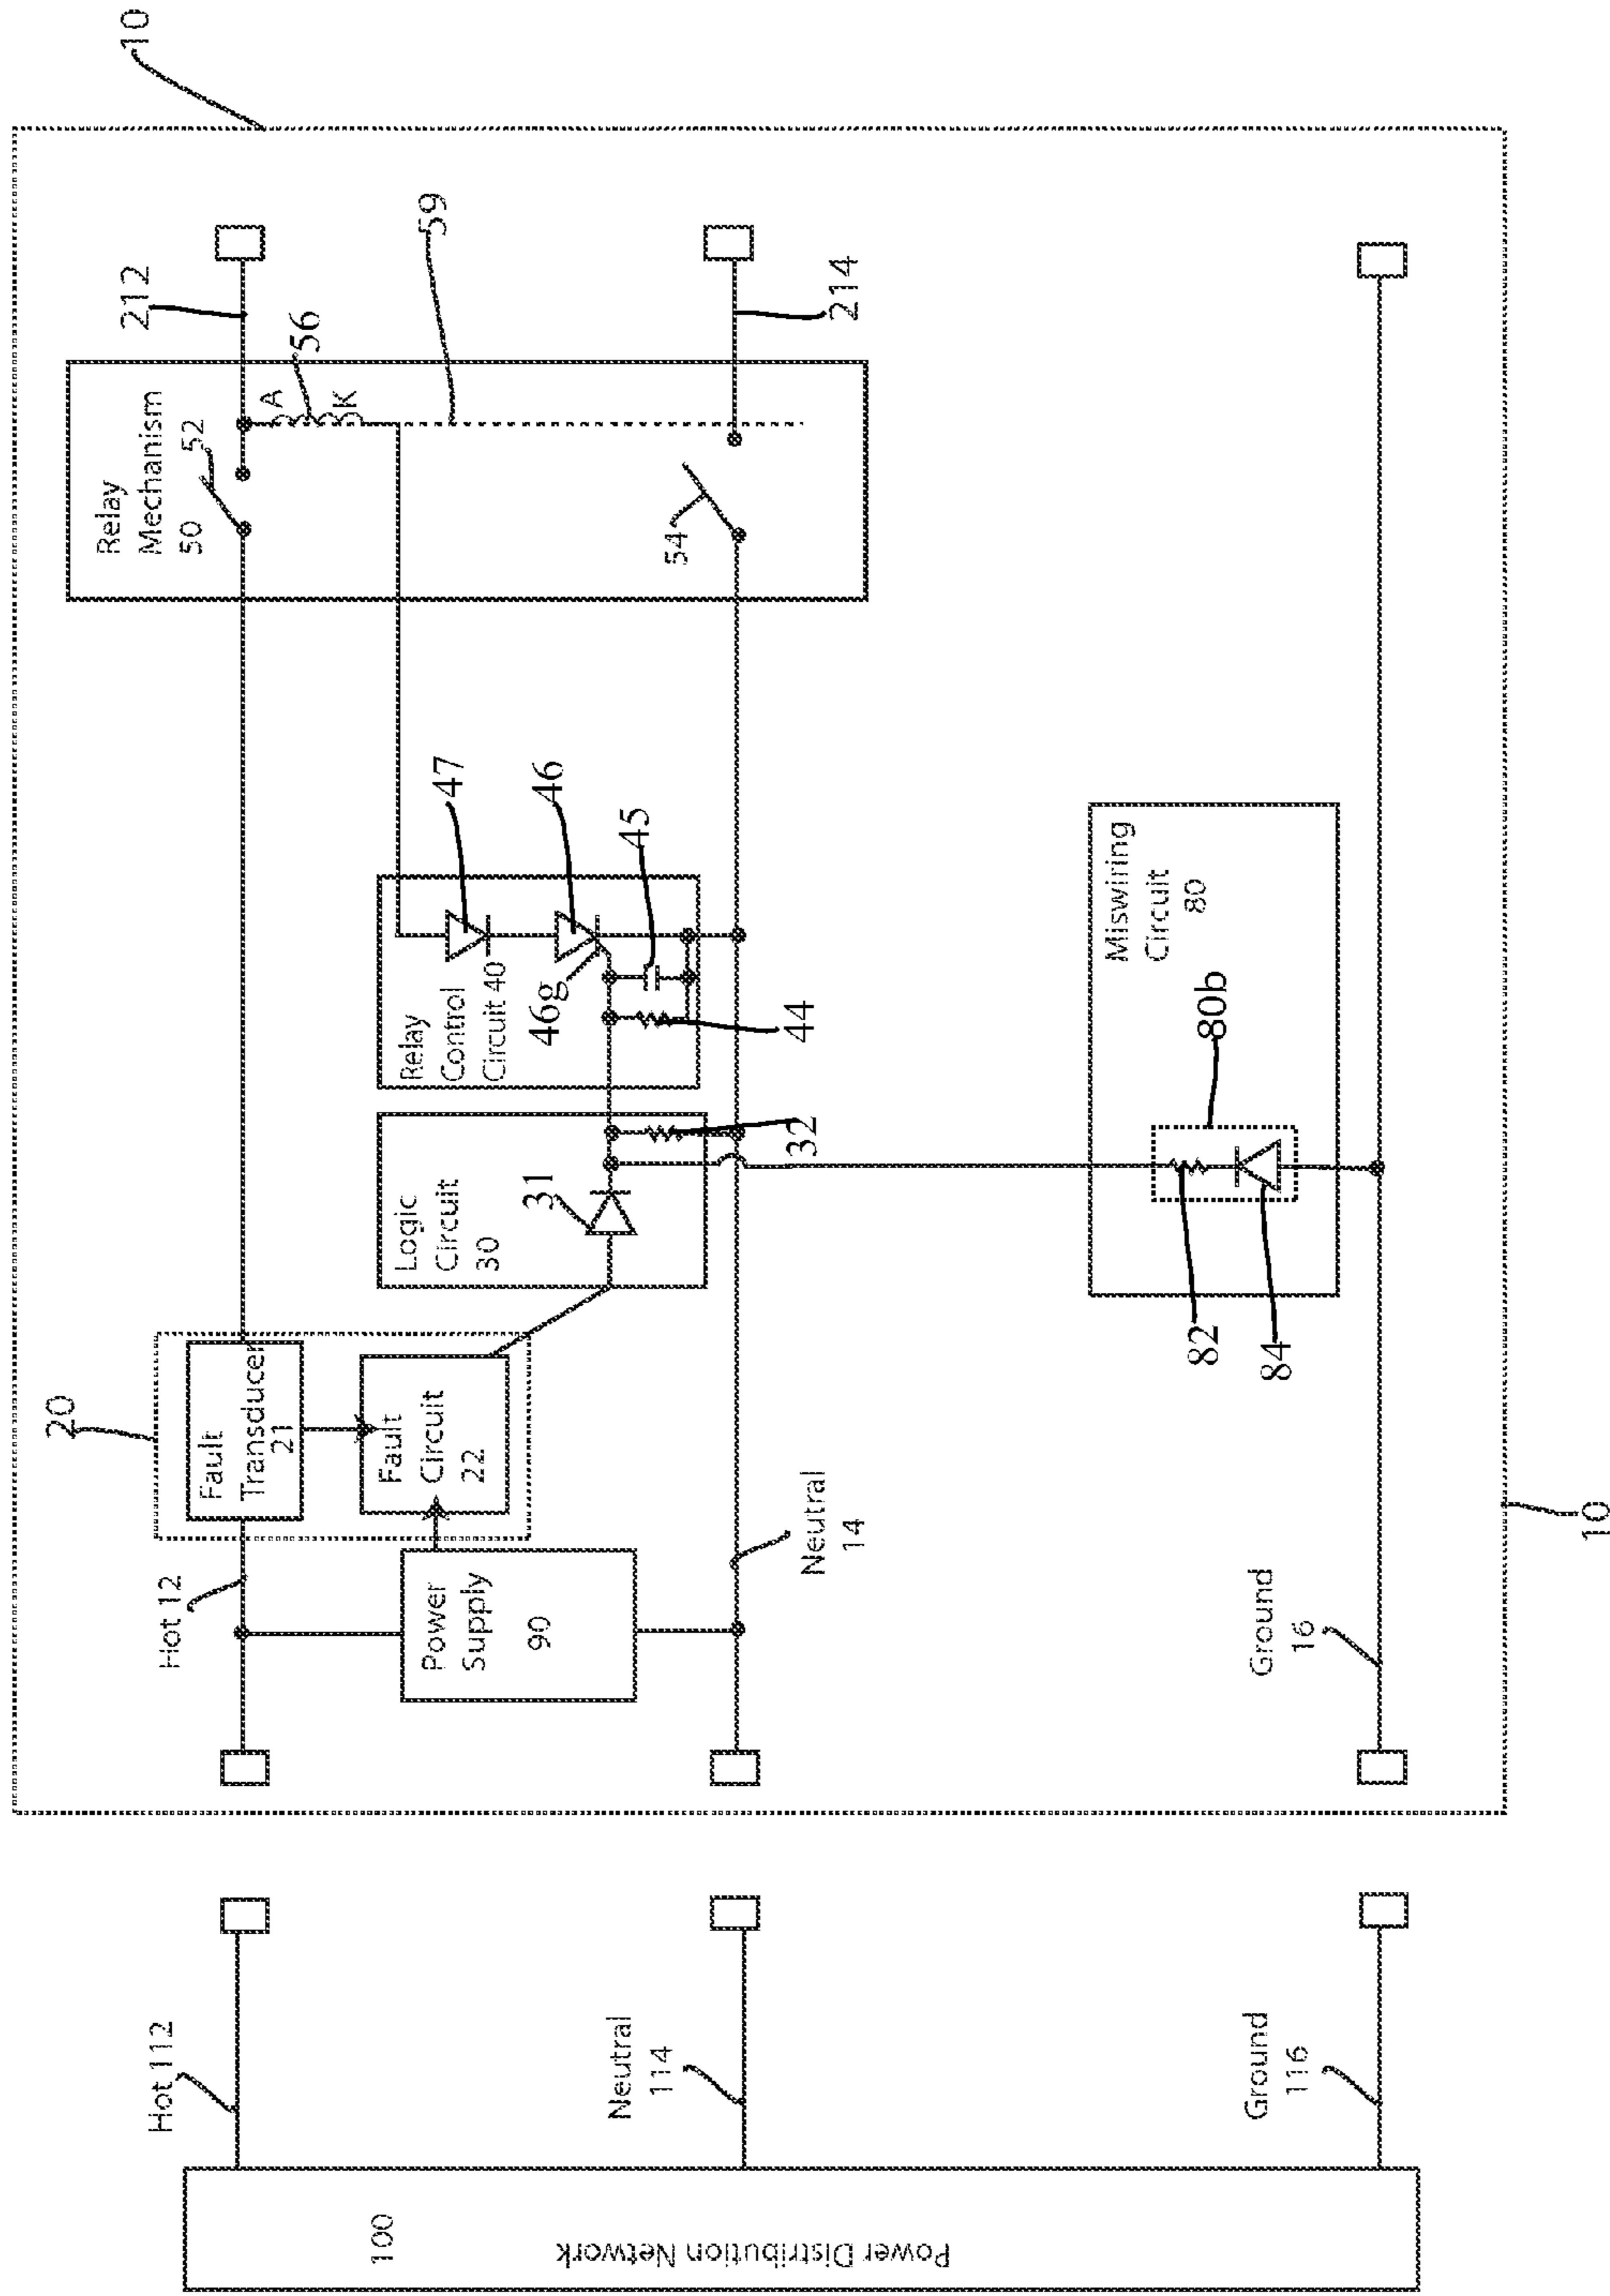 10
20
Hot 12
Fault
Transducer
21
Fault
Circuit
22
Power
Supply
90
Neutral
14
Ground
16
Logic
Circuit
30
31
32
Relay
Control
Circuit 40
47
46
46g
45
44
Relay
Mechanism
50
52
54
A
K
56
59
212
214
Miswiring
Circuit
80
80b
82
84
10
Hot 112
Neutral
114
Ground
116
100
Power Distribution Network